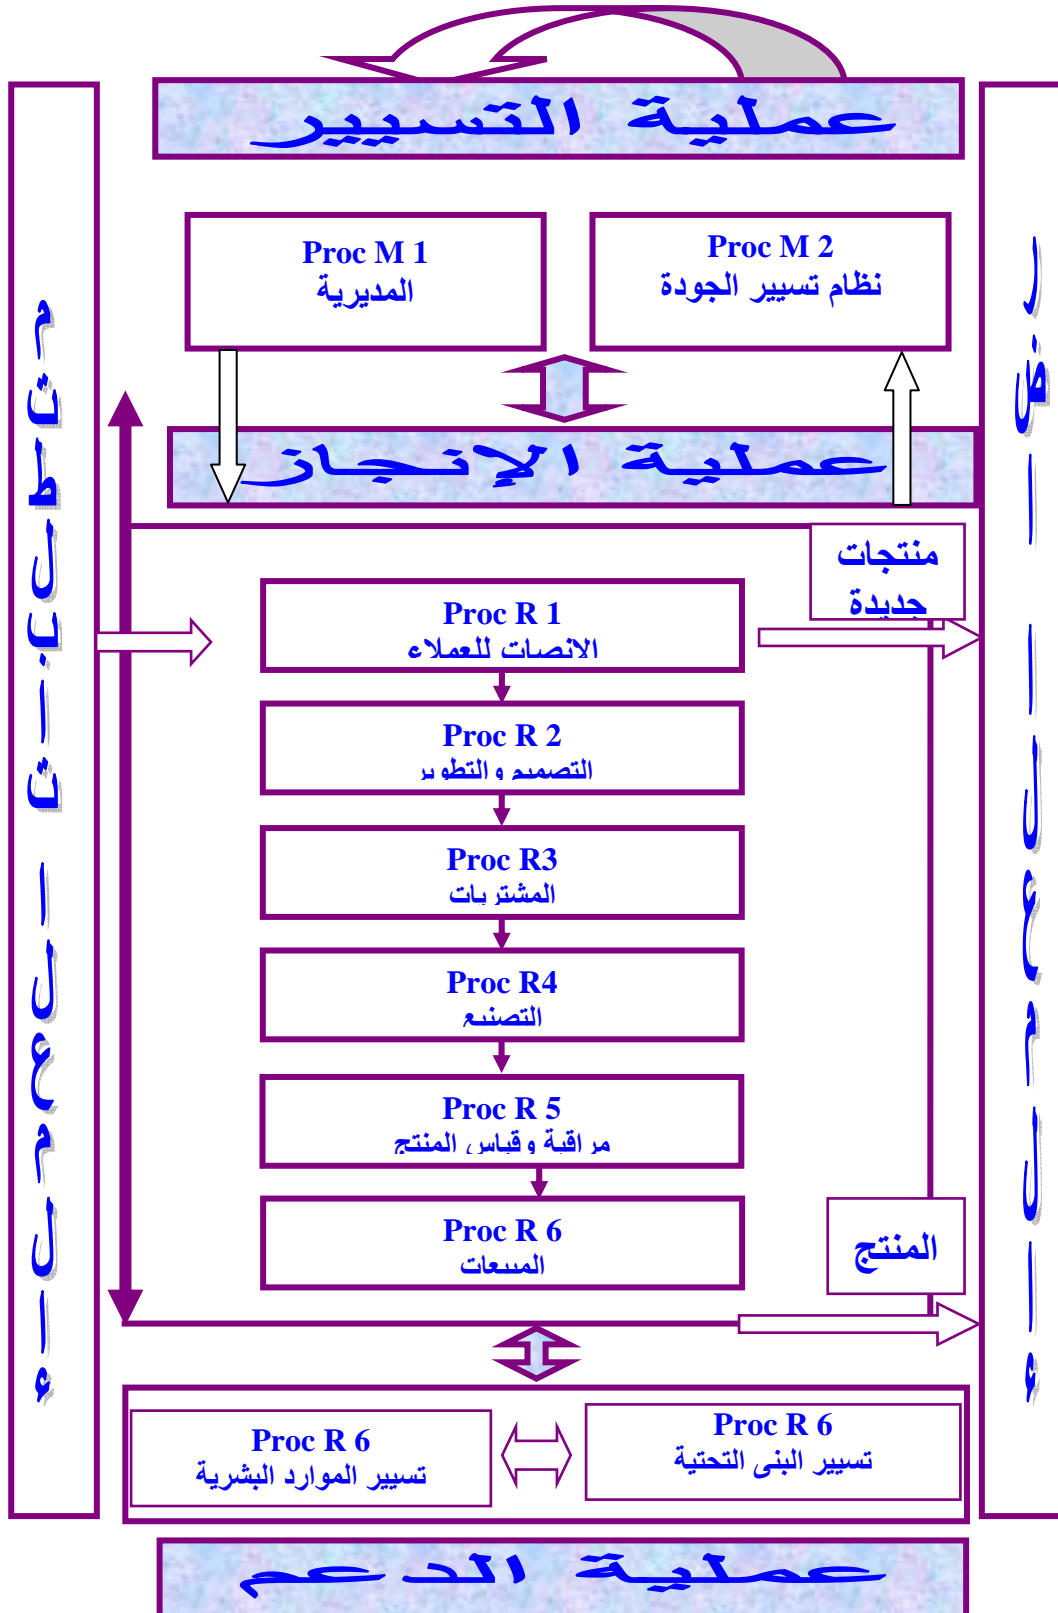 عملية التسيير
رضا العملاء
Proc M 2
نظام تسيير الجودة
Proc M 1
المديرية
متطلبات العملاء
عملية الإنجاز
منتجات
جديدة
Proc R 1
الانصات للعملاء
Proc R 2
التصميم والتطوير
Proc R3
المشتريات
Proc R4
التصنيع
Proc R 5
مراقبة وقياس المنتج
Proc R 6
المبيعات
المنتج
Proc R 6
تسيير البنى التحتية
Proc R 6
تسيير الموارد البشرية
عملية الدعم